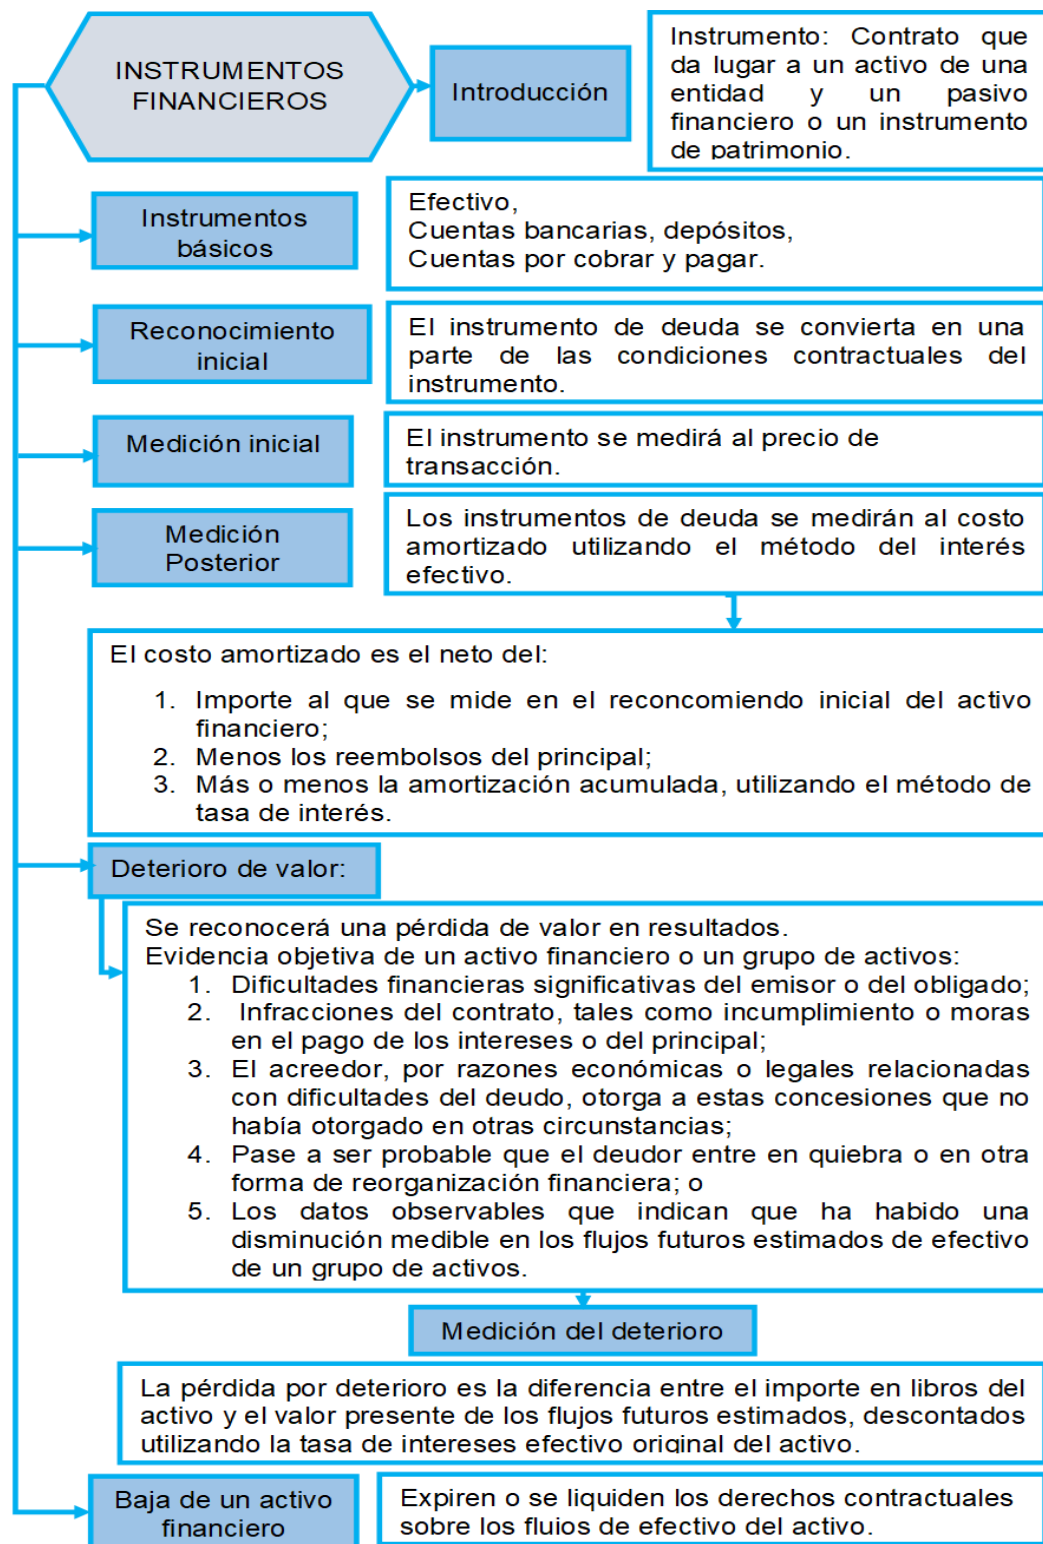 INSTRUMENTOS
FINANCIEROS
Introducción
Instrumento: Contrato que
da lugar a un activo de una
entidad y un pasivo
financiero o un instrumento
de patrimonio.
Instrumentos
básicos
Efectivo,
Cuentas bancarias, depósitos,
Cuentas por cobrar y pagar.
Reconocimiento
inicial
El instrumento de deuda se convierta en una
parte de las condiciones contractuales del
instrumento.
Medición inicial
El instrumento se medirá al precio de
transacción.
Medición
Posterior
Los instrumentos de deuda se medirán al costo
amortizado utilizando el método del interés
efectivo.
El costo amortizado es el neto del:
1. Importe al que se mide en el reconcomiendo inicial del activo
financiero;
2. Menos los reembolsos del principal;
3. Más o menos la amortización acumulada, utilizando el método de
tasa de interés.
Deterioro de valor:
Se reconocerá una pérdida de valor en resultados.
Evidencia objetiva de un activo financiero o un grupo de activos:
1. Dificultades financieras significativas del emisor o del obligado;
2. Infracciones del contrato, tales como incumplimiento o moras
en el pago de los intereses o del principal;
3. El acreedor, por razones económicas o legales relacionadas
con dificultades del deudo, otorga a estas concesiones que no
había otorgado en otras circunstancias;
4. Pase a ser probable que el deudor entre en quiebra o en otra
forma de reorganización financiera; o
5. Los datos observables que indican que ha habido una
disminución medible en los flujos futuros estimados de efectivo
de un grupo de activos.
Medición del deterioro
La pérdida por deterioro es la diferencia entre el importe en libros del
activo y el valor presente de los flujos futuros estimados, descontados
utilizando la tasa de intereses efectivo original del activo.
Baja de un activo
financiero
Expiren o se liquiden los derechos contractuales
sobre los flujos de efectivo del activo.